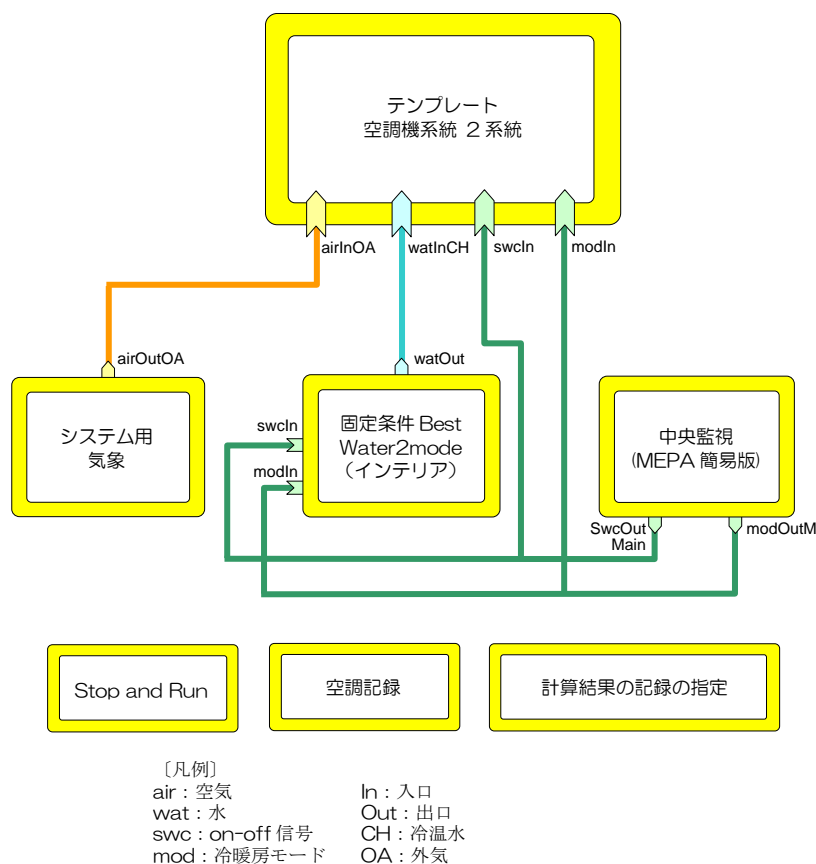 テンプレート
空調機系統 2 系統
airInOA
watInCH
swcIn
modIn
airOutOA
watOut
システム用
気象
swcIn
modIn
固定条件 Best
Water2mode
（インテリア）
中央監視
(MEPA 簡易版)
SwcOut
Main
modOutM
Stop and Run
空調記録
計算結果の記録の指定
〔凡例〕
air：空気 In：入口
wat：水 Out：出口
swc：on-off 信号 CH：冷温水
mod：冷暖房モード OA：外気